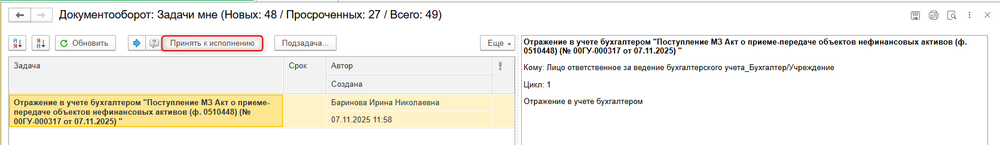 Документооборот: Задачи мне (Новых: 48 / Просроченных: 27 / Всего: 49)
А Я
Я А
Обновить
?
Принять к исполнению
Подзадача...
Еще
Задача
Срок
Автор
Создана
Отражение в учете бухгалтером "Поступление МЗ Акт о приеме-
передаче объектов нефинансовых активов (ф. 0510448) (№
00ГУ-000317 от 07.11.2025) "
Баринова Ирина Николаевна
07.11.2025 11:58
Отражение в учете бухгалтером "Поступление МЗ Акт о приеме-передаче объектов нефинансовых активов (ф.
0510448) (№ 00ГУ-000317 от 07.11.2025) "
Кому: Лицо ответственное за ведение бухгалтерского учета_Бухгалтер/Учреждение
Цикл: 1
Отражение в учете бухгалтером